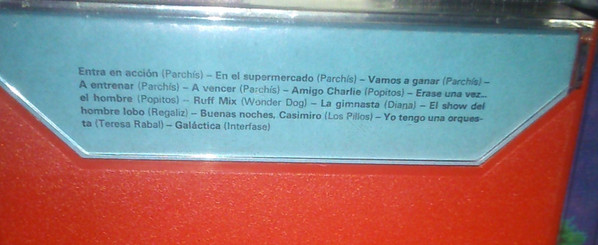 Entra en acción (Parchís) – En el supermercado (Parchís) – Vamos a ganar (Parchís) –
A entrenar (Parchís) – A vencer (Parchís) – Amigo Charlie (Popitos) – Erase una vez...
el hombre (Popitos) – Ruff Mix (Wonder Dog) – La gimnasta (Diana) – El show del
hombre lobo (Regaliz) – Buenas noches, Casimiro (Los Pillos) – Yo tengo una orques-
ta (Teresa Rabal) – Galáctica (Interfase)